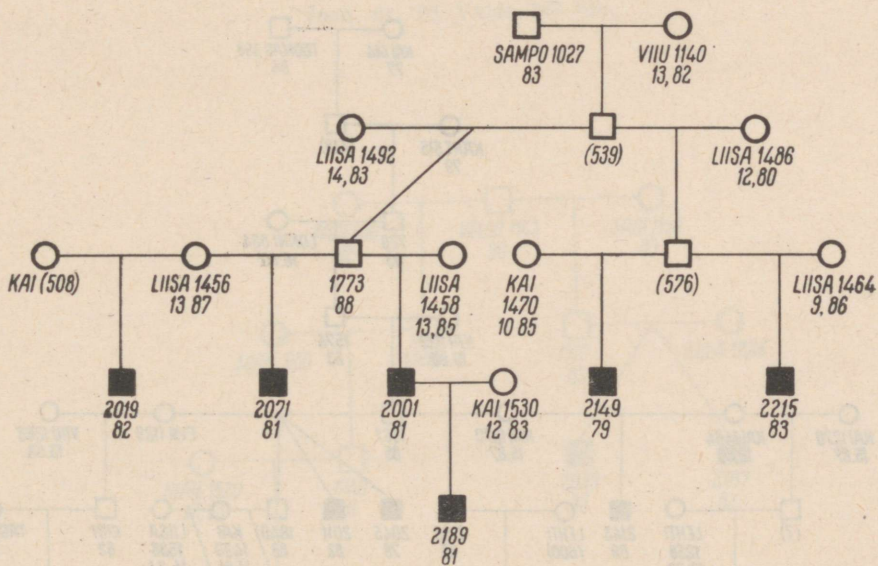 SAMPO 1027
83
VIIU 1140
13,82
LIISA 1492
14,83
(539)
LIISA 1486
12,80
KAI (508)
LIISA 1456
13 87
1773
88
LIISA
1458
13,85
KAI
1470
10 85
(576)
LIISA 1464
9,86
2019
82
2071
81
2001
81
KAI 1530
12 83
2149
79
2215
83
2189
81